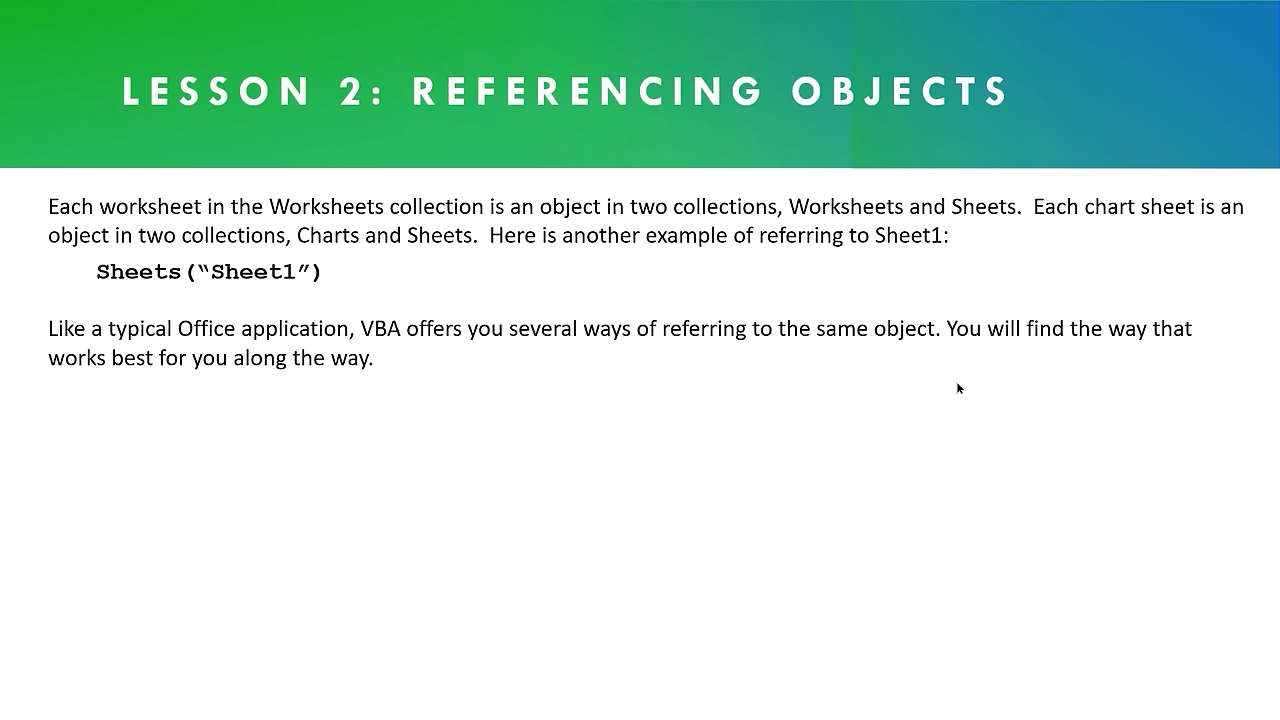 LESSON 2: REFERENCING OBJECTS
Each worksheet in the Worksheets collection is an object in two collections, Worksheets and Sheets.  Each chart sheet is an
object in two collections, Charts and Sheets.  Here is another example of referring to Sheet1:
Sheets(“Sheet1”)
Like a typical Office application, VBA offers you several ways of referring to the same object. You will find the way that
works best for you along the way.